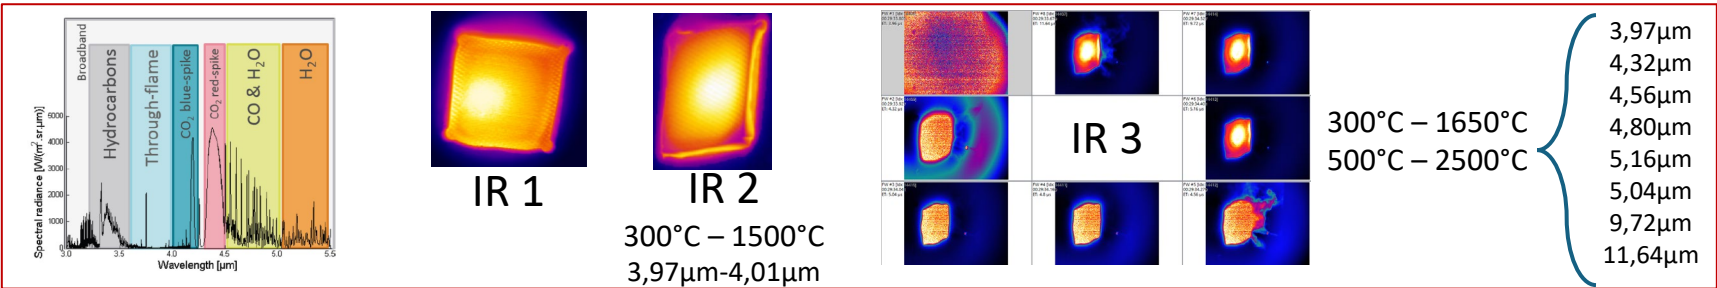 Broadband
Hydrocarbons
Through-flame
CO2 blue-spike
CO2 red-spike
CO & H2O
H2O
Spectral radiance [W/(m².sr.µm)]
6000
5000
4000
3000
2000
1000
0
3.0 3.5 4.0 4.5 5.0 5.5
Wavelength [µm]
IR 1
IR 2
300°C – 1500°C
3,97µm-4,01µm
IR 3
300°C – 1650°C
500°C – 2500°C
3,97µm
4,32µm
4,56µm
4,80µm
5,16µm
5,04µm
9,72µm
11,64µm